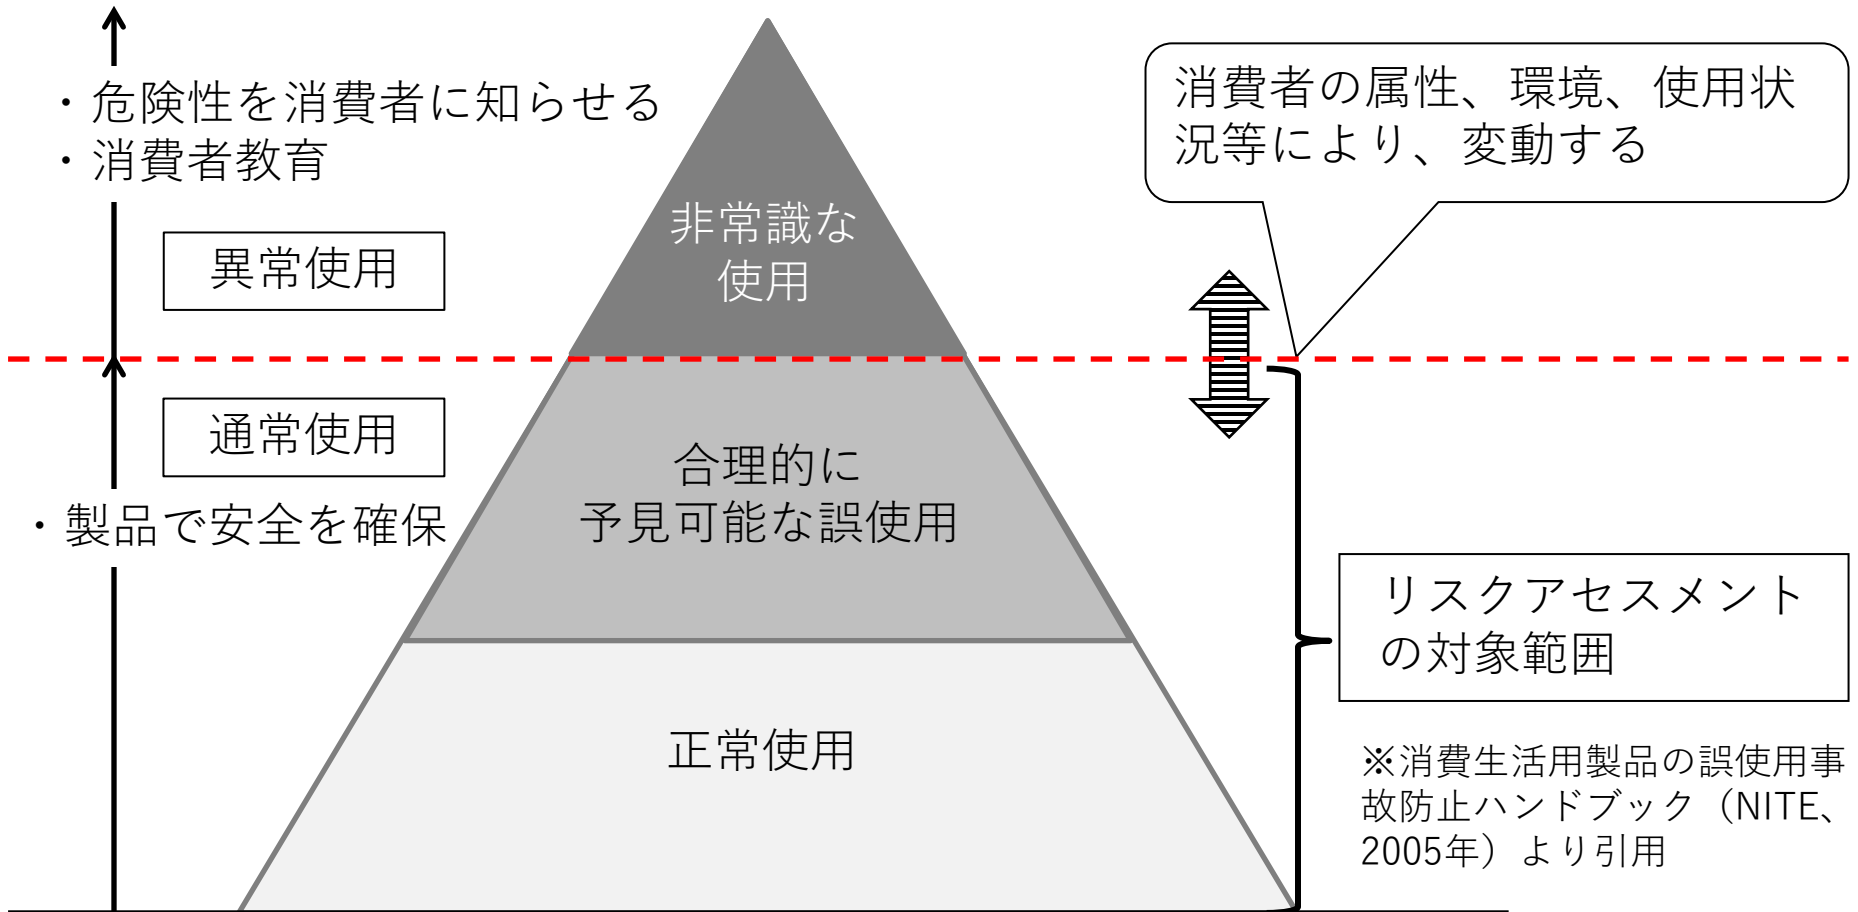 ・危険性を消費者に知らせる
・消費者教育
異常使用
通常使用
・製品で安全を確保
非常識な
使用
合理的に
予見可能な誤使用
正常使用
消費者の属性、環境、使用状
況等により、変動する
リスクアセスメント
の対象範囲
※消費生活用製品の誤使用事
故防止ハンドブック（NITE、
2005年）より引用